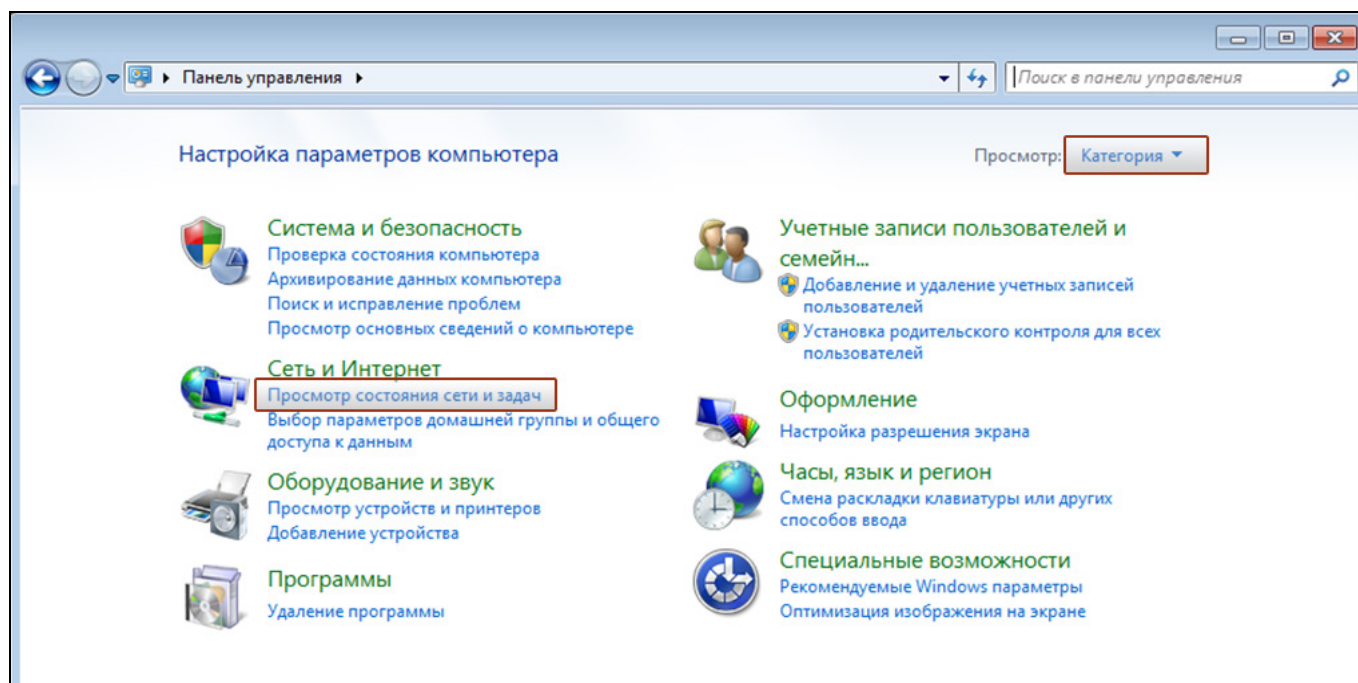 Панель управления
Поиск в панели управления
Настройка параметров компьютера
Просмотр: Категория
Система и безопасность
Проверка состояния компьютера
Архивирование данных компьютера
Поиск и исправление проблем
Просмотр основных сведений о компьютере
Сеть и Интернет
Просмотр состояния сети и задач
Выбор параметров домашней группы и общего
доступа к данным
Оборудование и звук
Просмотр устройств и принтеров
Добавление устройства
Программы
Удаление программы
Учетные записи пользователей и
семейн...
Добавление и удаление учетных записей
пользователей
Установка родительского контроля для всех
пользователей
Оформление
Настройка разрешения экрана
Часы, язык и регион
Смена раскладки клавиатуры или других
способов ввода
Специальные возможности
Рекомендуемые Windows параметры
Оптимизация изображения на экране